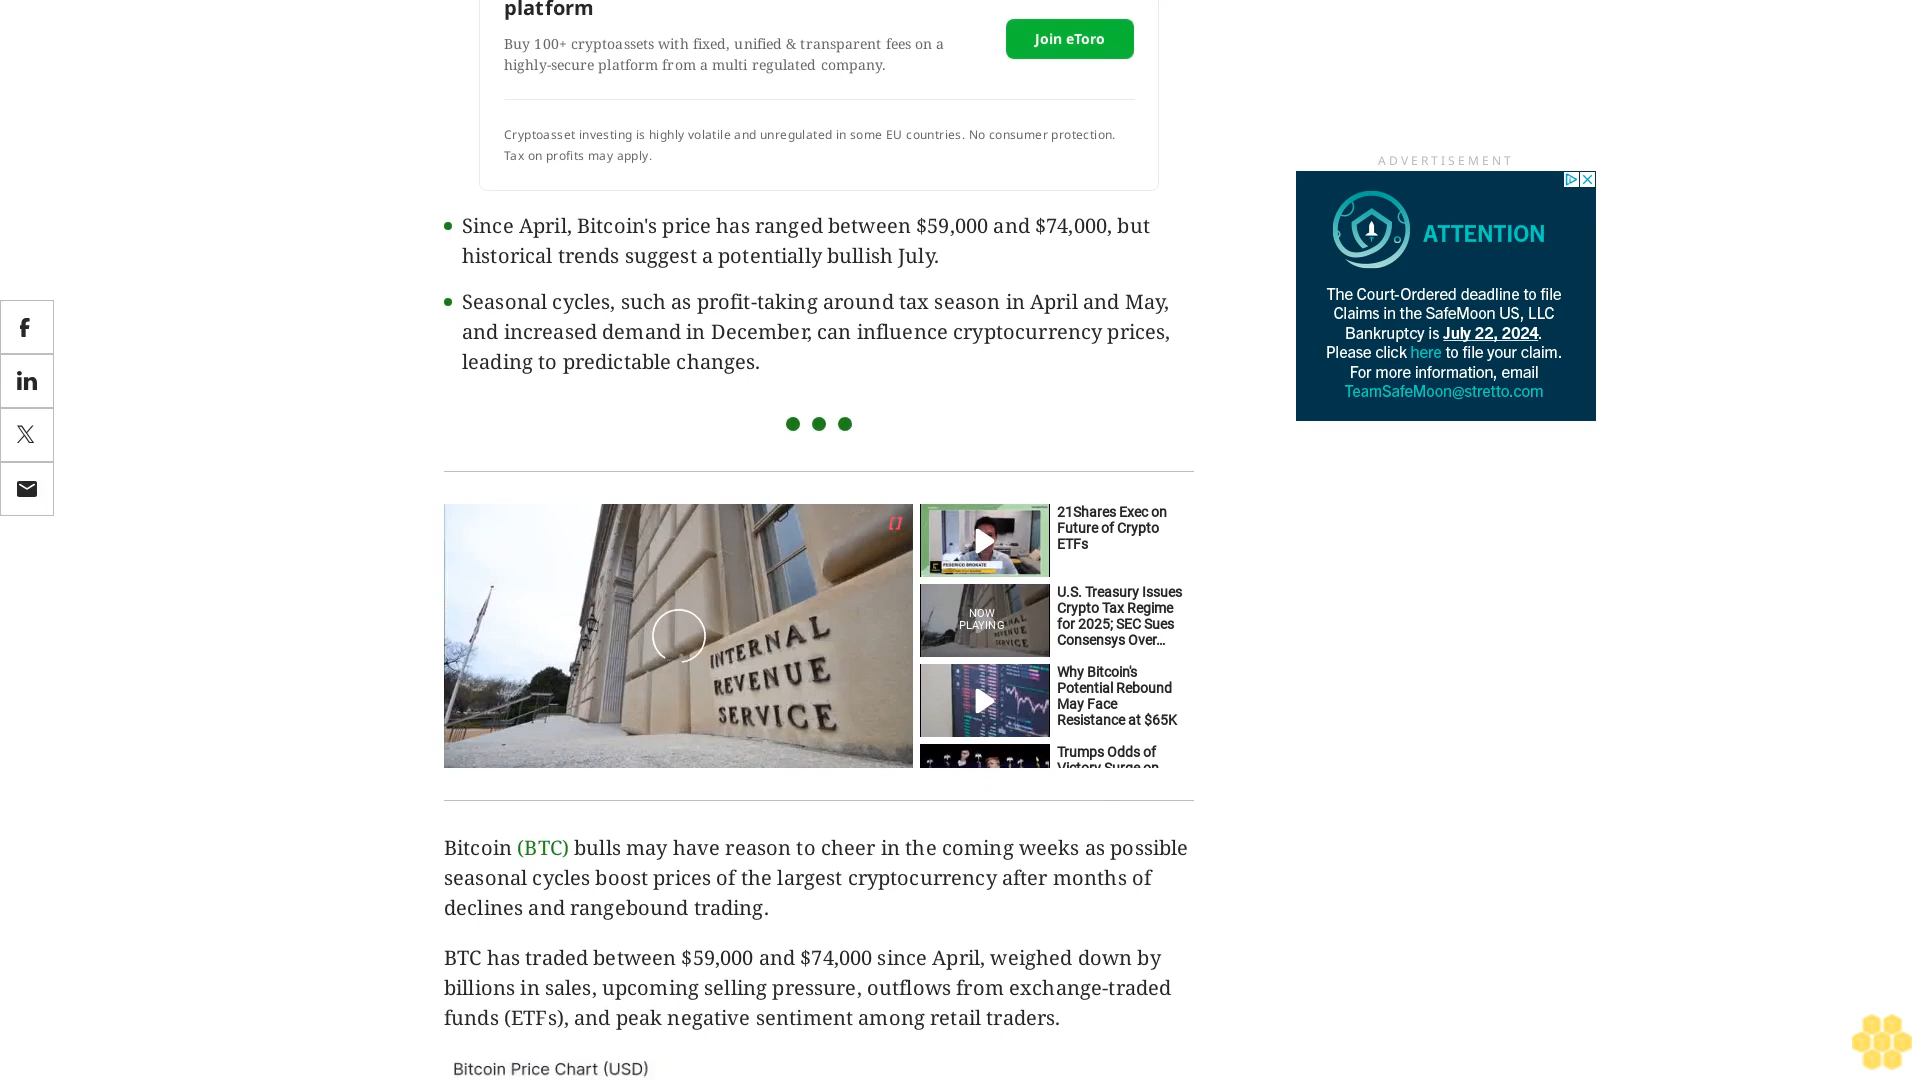 platform
Buy 100+ cryptoassets with fixed, unified & transparent fees on a
highly-secure platform from a multi regulated company.
Join eToro
Cryptoasset investing is highly volatile and unregulated in some EU countries. No consumer protection.
Tax on profits may apply.
Since April, Bitcoin's price has ranged between $59,000 and $74,000, but
historical trends suggest a potentially bullish July.
Seasonal cycles, such as profit-taking around tax season in April and May,
and increased demand in December, can influence cryptocurrency prices,
leading to predictable changes.
ADVERTISEMENT
ATTENTION
The Court-Ordered deadline to file
Claims in the SafeMoon US, LLC
Bankruptcy is July 22, 2024.
Please click here to file your claim.
For more information, email
TeamSafeMoon@stretto.com
INTERNAL
REVENUE
SERVICE
FEDERICO BROKATE
21Shares Exec on
Future of Crypto
ETFs
NOW
PLAYING
U.S. Treasury Issues
Crypto Tax Regime
for 2025; SEC Sues
Consensys Over...
Why Bitcoin's
Potential Rebound
May Face
Resistance at $65K
Trumps Odds of
Victory Surge on
Bitcoin (BTC) bulls may have reason to cheer in the coming weeks as possible
seasonal cycles boost prices of the largest cryptocurrency after months of
declines and rangebound trading.
BTC has traded between $59,000 and $74,000 since April, weighed down by
billions in sales, upcoming selling pressure, outflows from exchange-traded
funds (ETFs), and peak negative sentiment among retail traders.
Bitcoin Price Chart (USD)